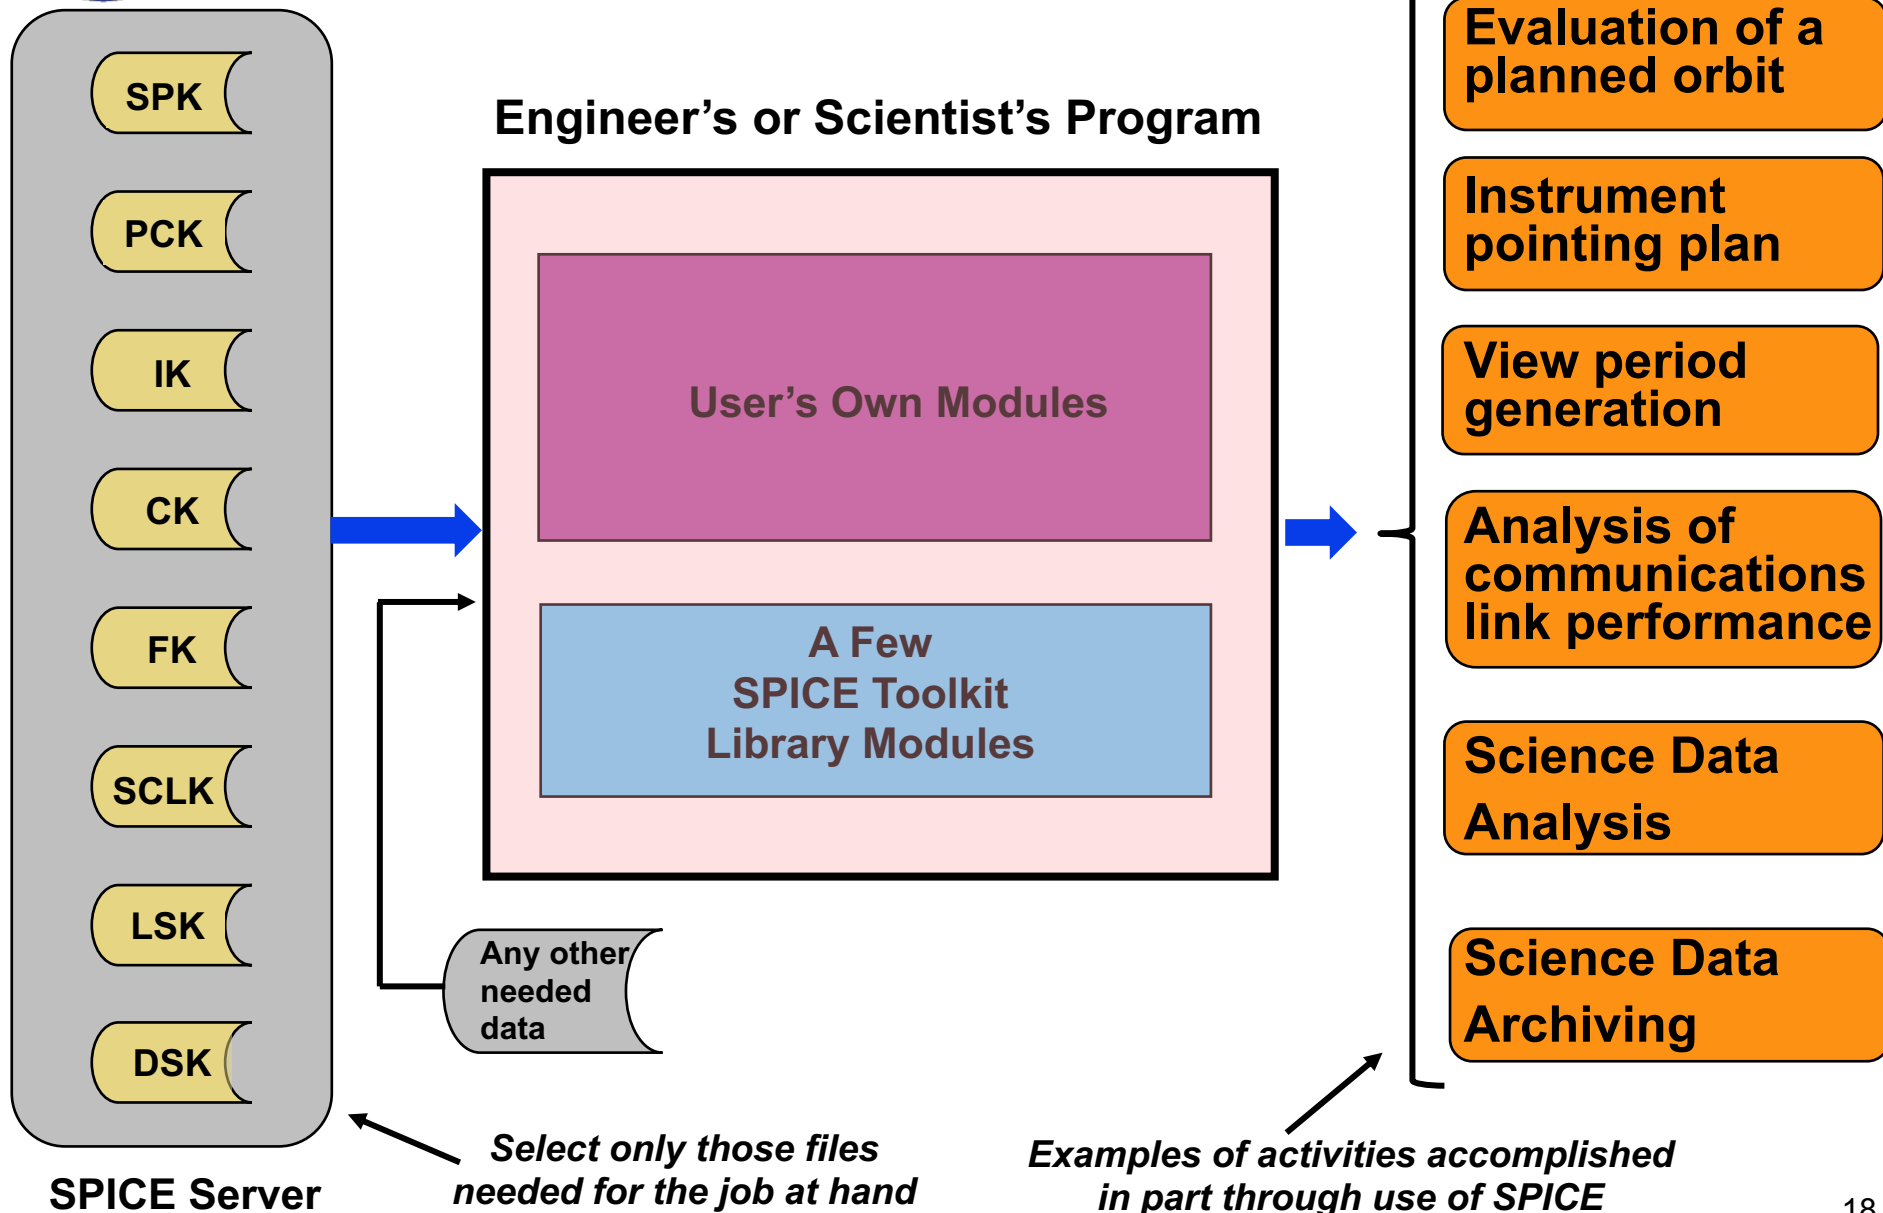 SPK
PCK
IK
CK
FK
SCLK
LSK
DSK
SPICE Server
Engineer’s or Scientist’s Program
User’s Own Modules
A Few
SPICE Toolkit
Library Modules
Any other
needed
data
Select only those files
needed for the job at hand
Evaluation of a
planned orbit
Instrument
pointing plan
View period
generation
Analysis of
communications
link performance
Science Data
Analysis
Science Data
Archiving
Examples of activities accomplished
in part through use of SPICE
18